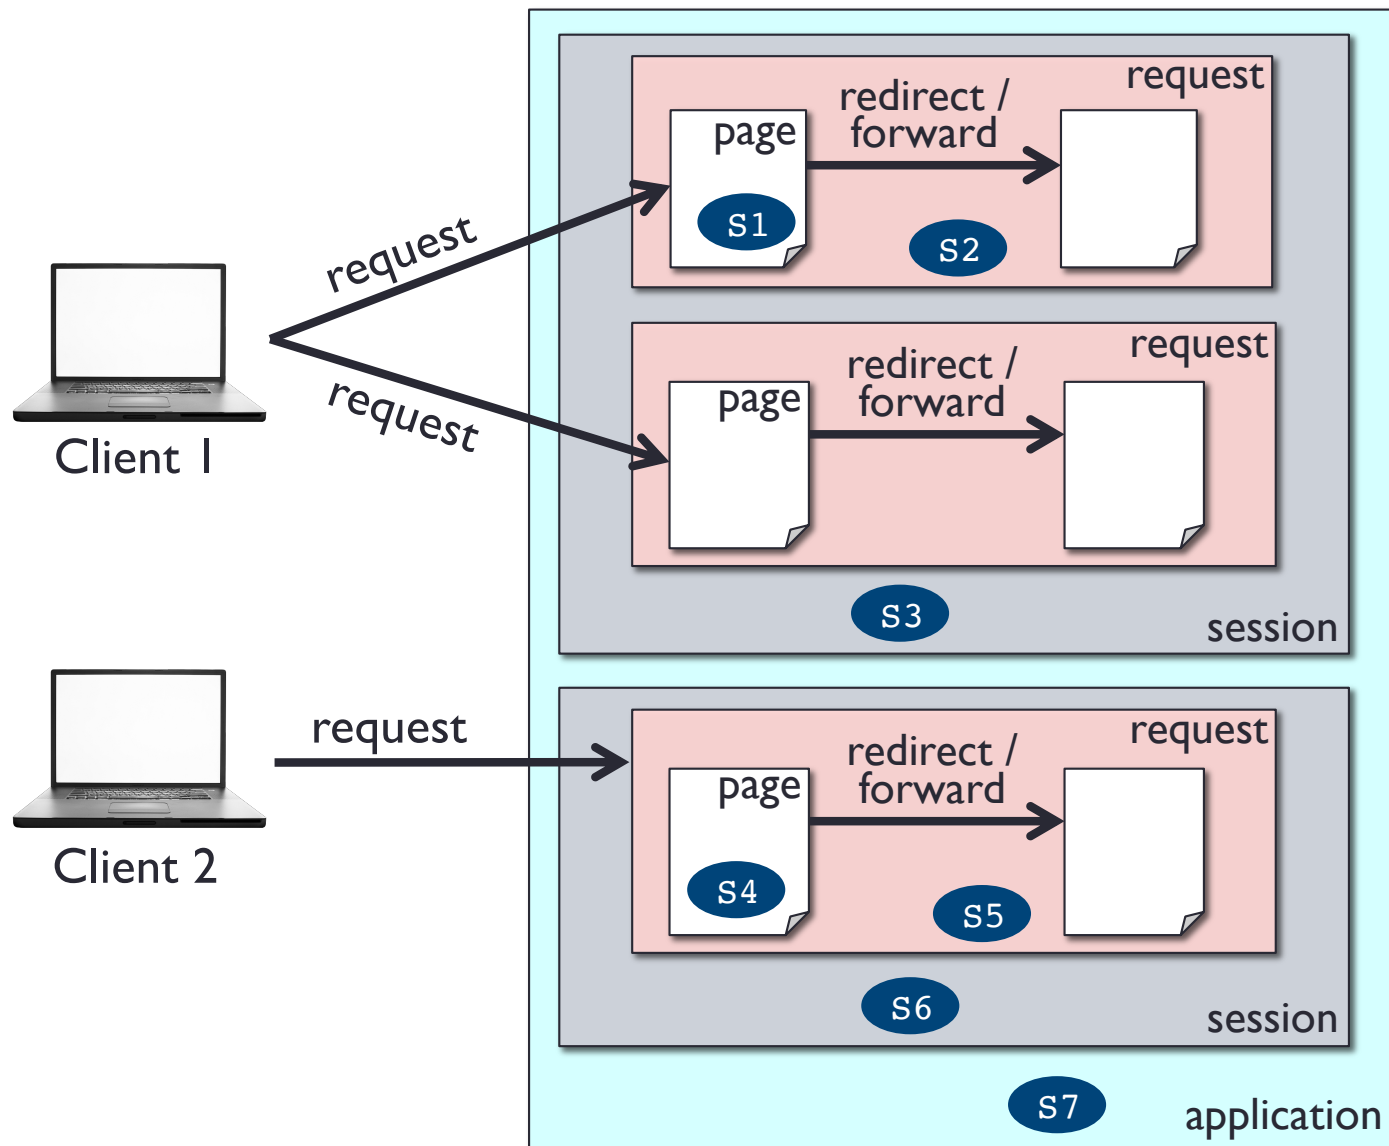 request
redirect /
forward
page
S1
S2
request
request
redirect /
forward
page
request
Client 1
S3
session
request
redirect /
forward
page
request
S4
S5
Client 2
S6
session
S7
application